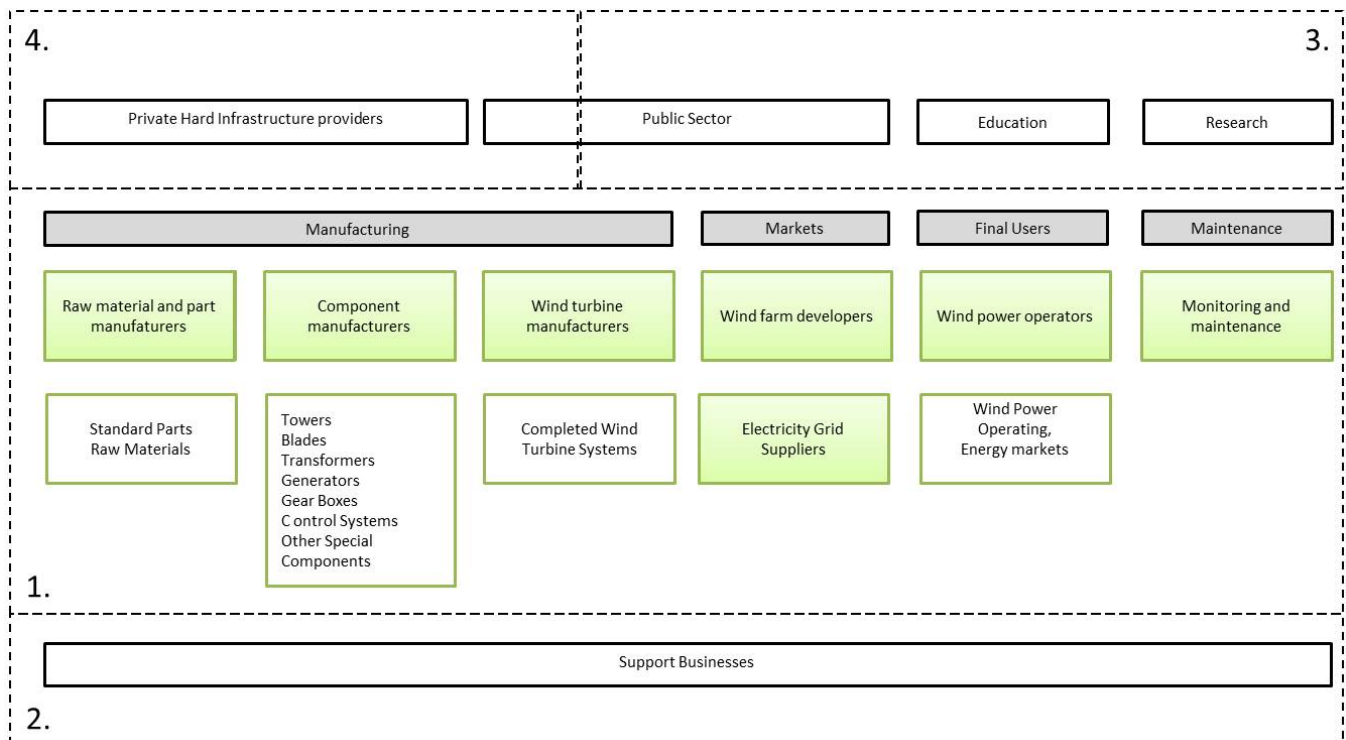 4.
3.
Private Hard Infrastructure providers
Public Sector
Education
Research
Manufacturing
Markets
Final Users
Maintenance
Raw material and part
manufaturers
Component
manufacturers
Wind turbine
manufacturers
Wind farm developers
Wind power operators
Monitoring and
maintenance
Standard Parts
Raw Materials
Towers
Blades
Transformers
Generators
Gear Boxes
C ontrol Systems
Other Special
Components
Completed Wind
Turbine Systems
Electricity Grid
Suppliers
Wind Power
Operating,
Energy markets
1.
Support Businesses
2.